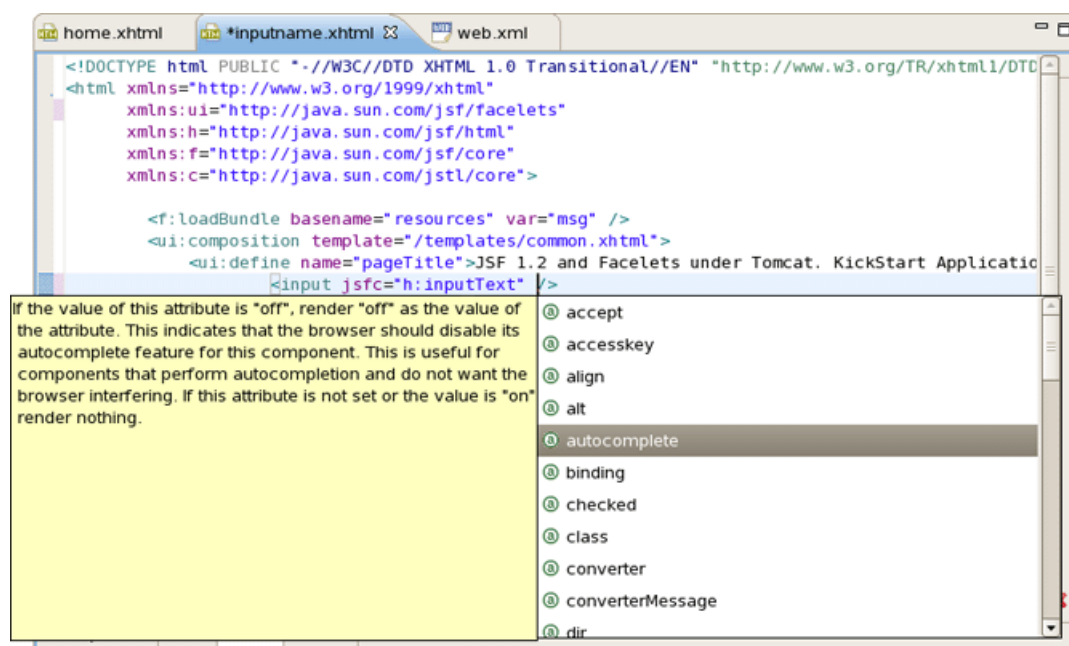 home.xhtml
*inputname.xhtml
web.xml
<!DOCTYPE html PUBLIC "-//W3C//DTD XHTML 1.0 Transitional//EN" "http://www.w3.org/TR/xhtml1/DTD
<html xmlns="http://www.w3.org/1999/xhtml"
xmlns:ui="http://java.sun.com/jsf/facelets"
xmlns:h="http://java.sun.com/jsf/html"
xmlns:f="http://java.sun.com/jsf/core"
xmlns:c="http://java.sun.com/jstl/core">
<f:loadBundle basename="resources" var="msg" />
<ui:composition template="/templates/common.xhtml">
<ui:define name="pageTitle">JSF 1.2 and Facelets under Tomcat. KickStart Applicatio
<input jsfc="h:inputText" />
If the value of this attribute is "off", render "off" as the value of
the attribute. This indicates that the browser should disable its
autocomplete feature for this component. This is useful for
components that perform autocompletion and do not want the
browser interfering. If this attribute is not set or the value is "on"
render nothing.
accept
accesskey
align
alt
autocomplete
binding
checked
class
converter
converterMessage
dir